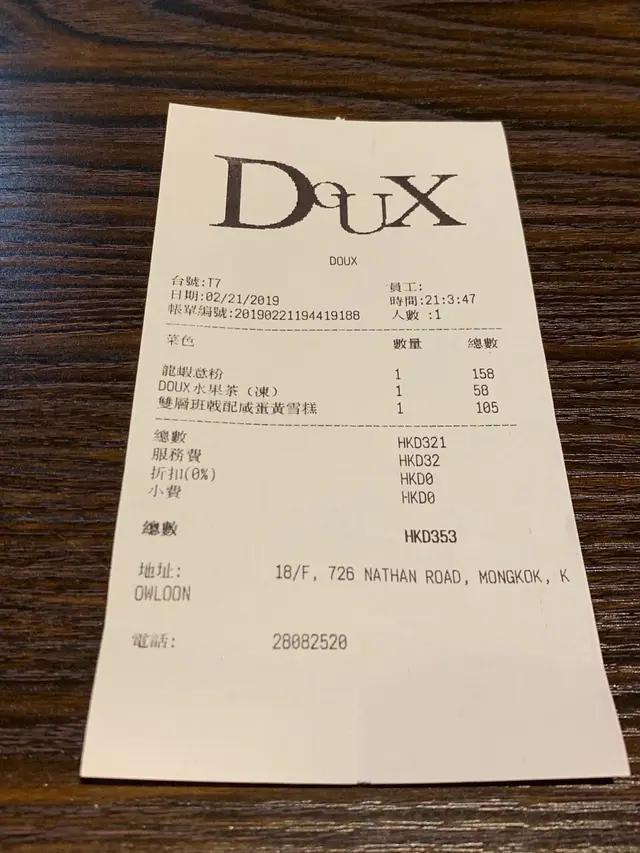 DOUX
DOUX
台號:T7 員工:
日期:02/21/2019 時間:21:3:47
帳單編號:20190221194419188 人數 :1
菜色 數量 總數
龍蝦意粉 1 158
DOUX水果茶（凍） 1 58
雙層班戟配咸蛋黃雪糕 1 105
總數 HKD321
服務費 HKD32
折扣(0%) HKD0
小費 HKD0
總數 HKD353
地址: 18/F, 726 NATHAN ROAD, MONGKOK, K
OWLOON
電話: 28082520